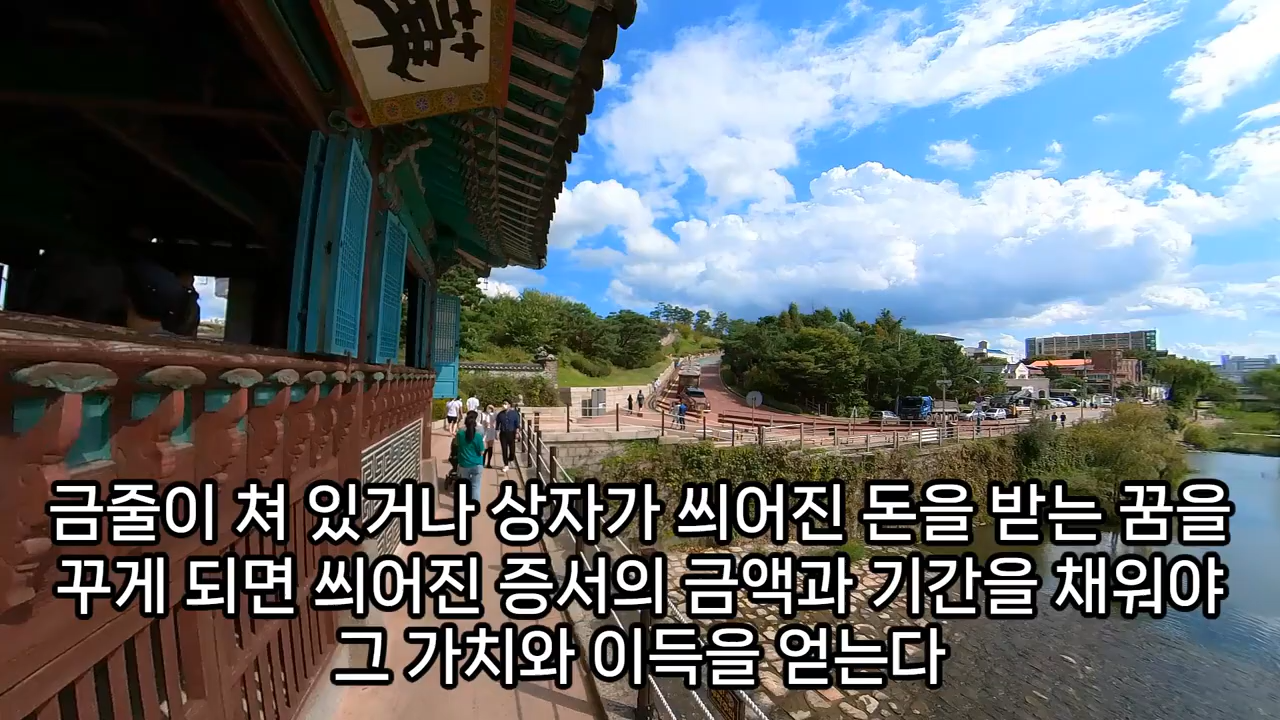 금줄이 쳐 있거나 상자가 씌어진 돈을 받는 꿈을
꾸게 되면 씌어진 증서의 금액과 기간을 채워야
그 가치와 이득을 얻는다